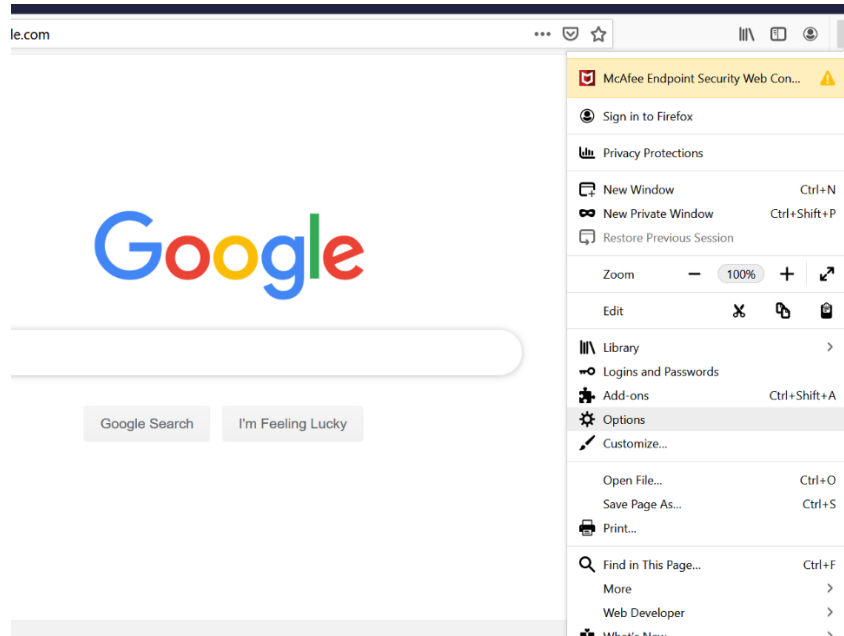 le.com
McAfee Endpoint Security Web Con...
Sign in to Firefox
Privacy Protections
New Window Ctrl+N
New Private Window Ctrl+Shift+P
Restore Previous Session
Zoom 100%
Edit
Google
Library
Logins and Passwords
Add-ons Ctrl+Shift+A
Options
Google Search I'm Feeling Lucky
Customize...
Open File... Ctrl+O
Save Page As... Ctrl+S
Print...
Find in This Page... Ctrl+F
More
Web Developer
What's New